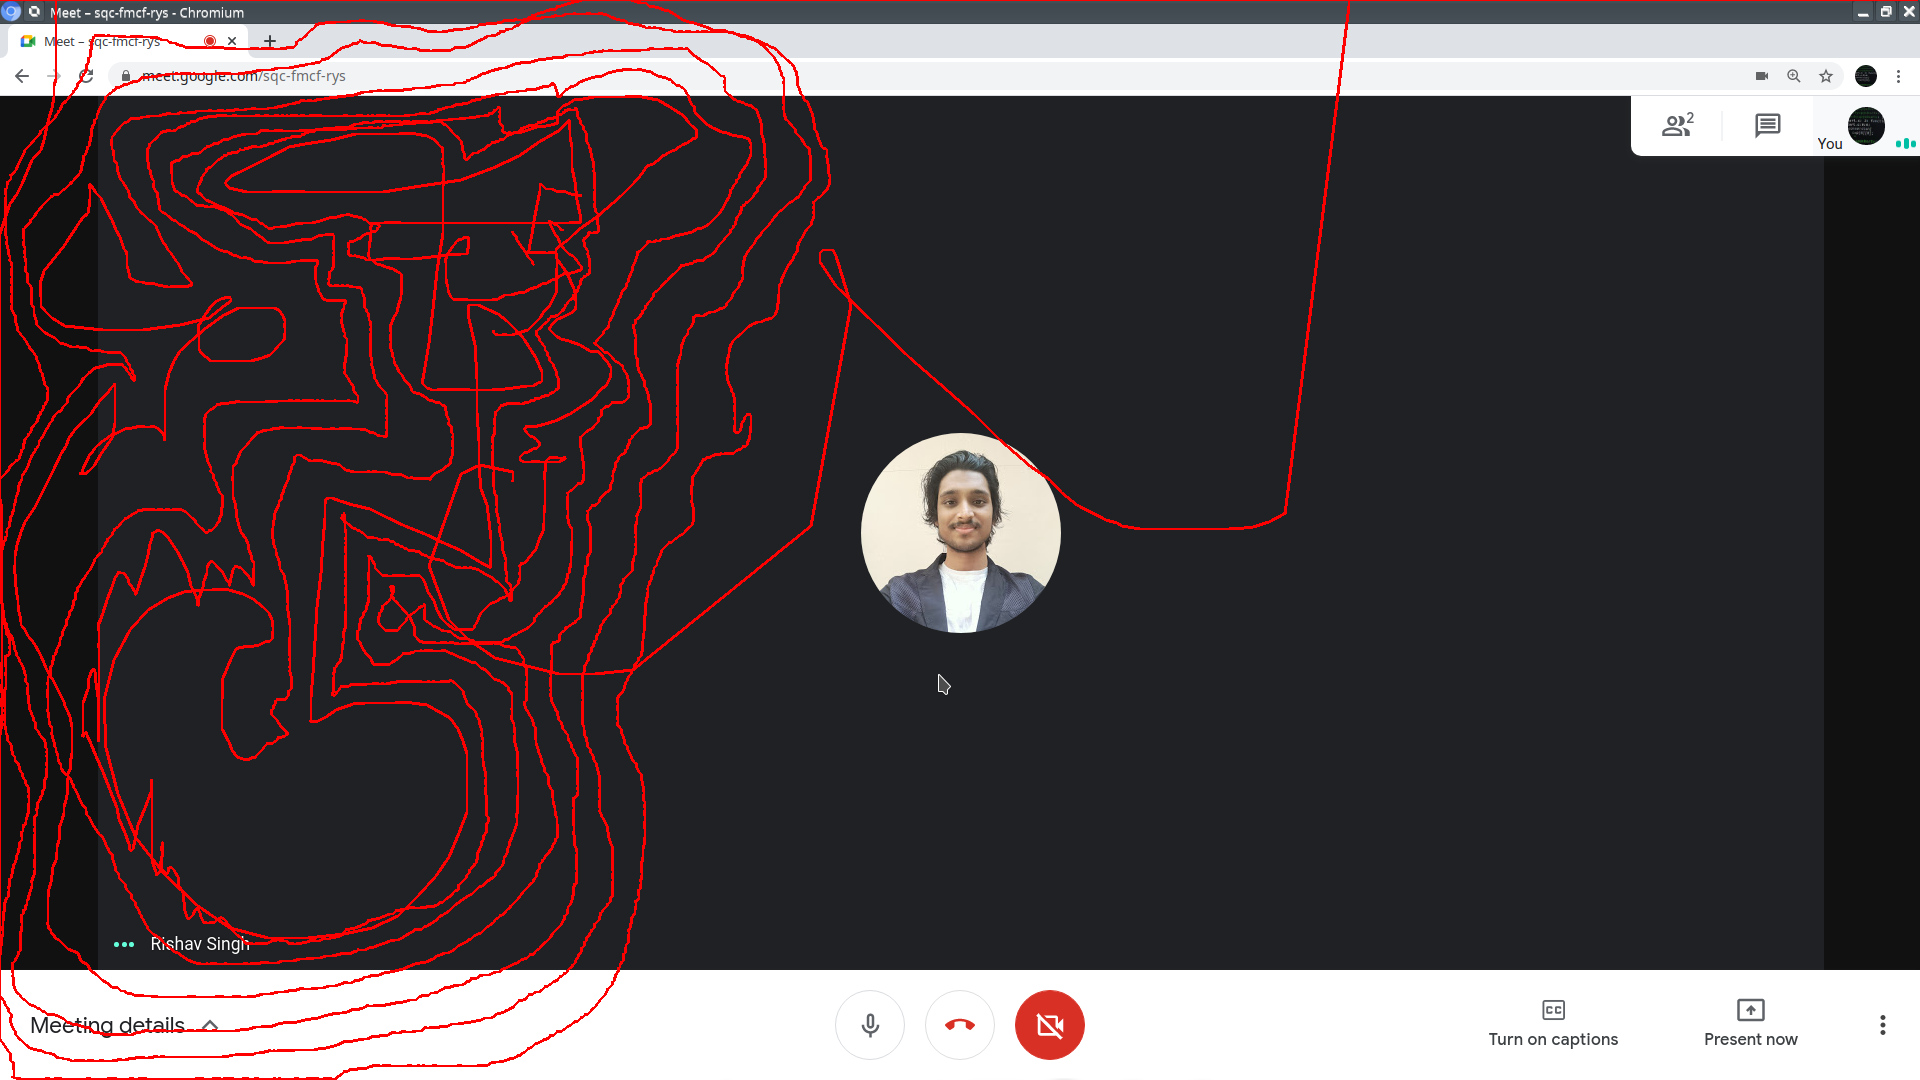 Meet – sqc-fmcf-rys - Chromium
Meet – sqc-fmcf-rys
meet.google.com/sqc-fmcf-rys
2
You
Rishav Singh
Meeting details
CC
Turn on captions
Present now